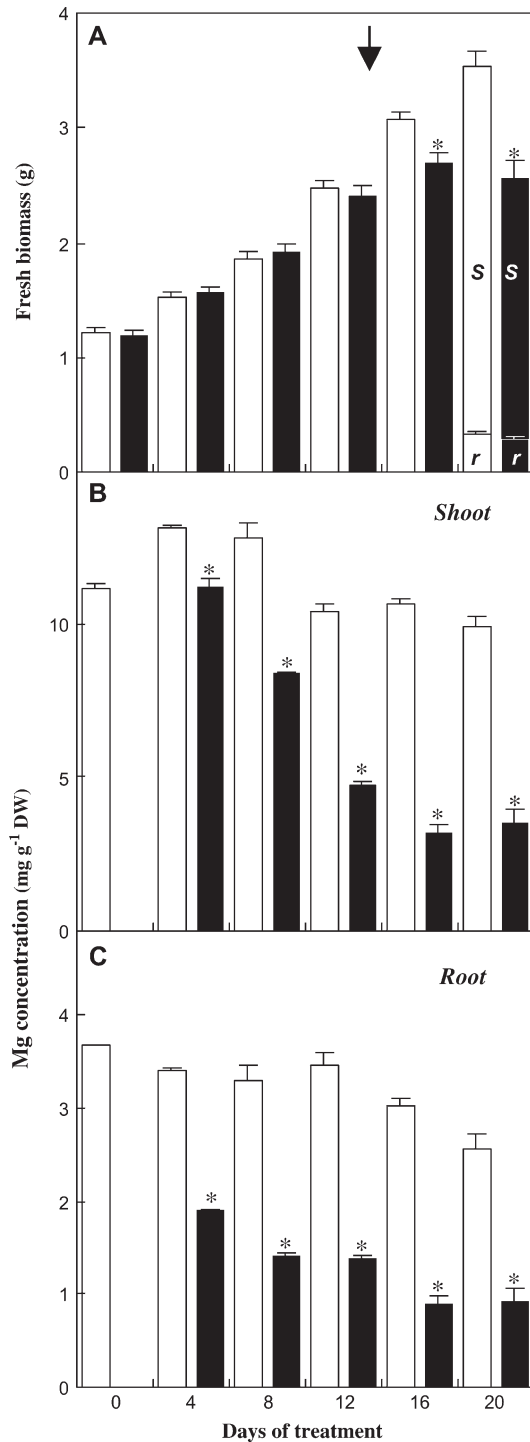 A
Fresh biomass (g)
4
3
2
1
0
*
*
S
S
r
r
B
Shoot
10
5
0
*
*
*
*
*
Mg concentration (mg g⁻¹ DW)
C
Root
4
3
2
1
0
*
*
*
*
*
0 4 8 12 16 20
Days of treatment